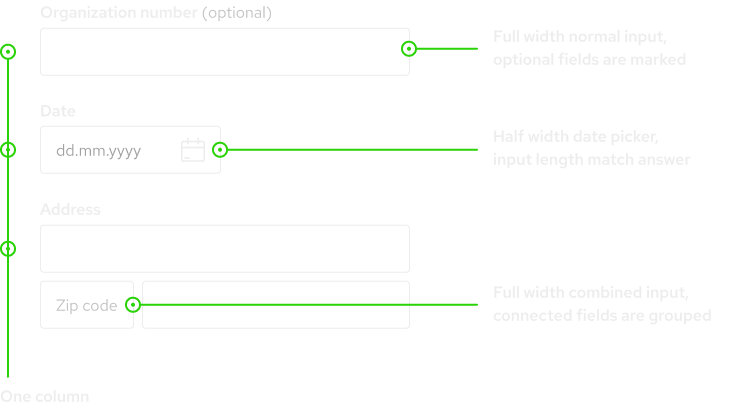 Organization number (optional)
Full width normal input,
optional fields are marked
Date
dd.mm.yyyy
Half width date picker,
input length match answer
Address
Zip code
Full width combined input,
connected fields are grouped
One column